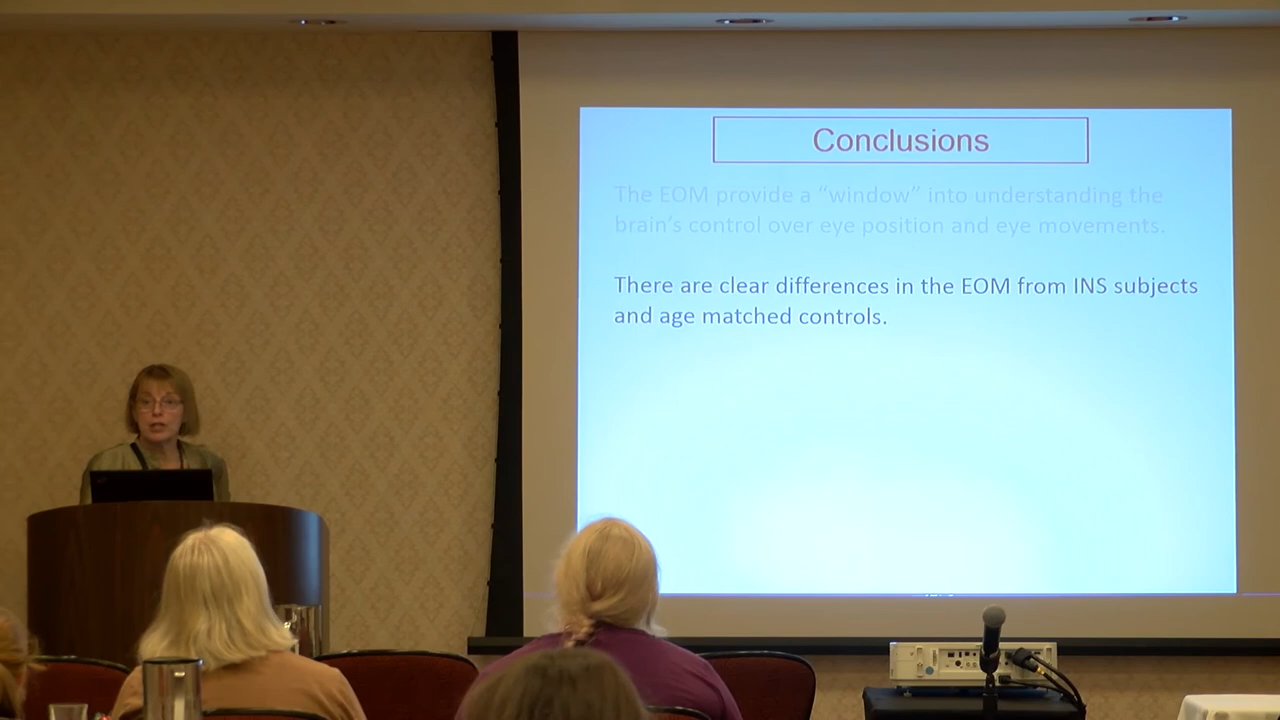 Conclusions
The EOM provide a “window” into understanding the
brain’s control over eye position and eye movements.
There are clear differences in the EOM from INS subjects
and age matched controls.